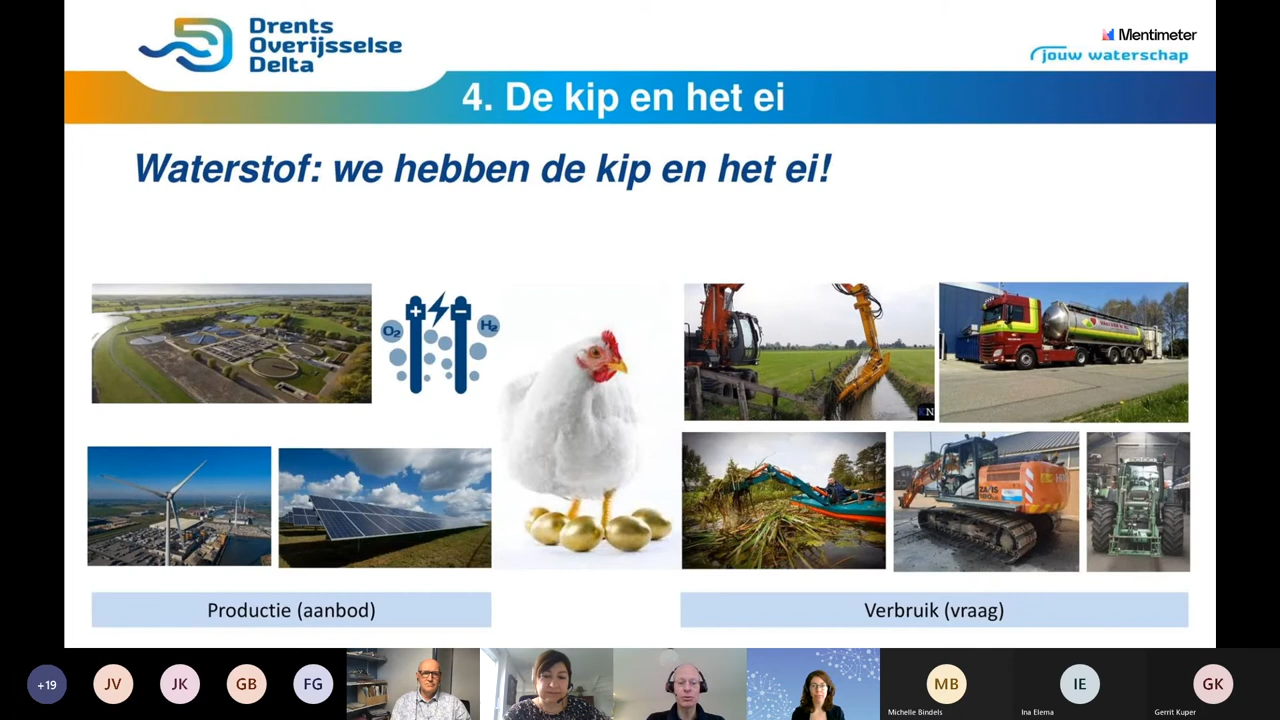 Drents
Overijsselse
Delta
Mentimeter
jouw waterschap
4. De kip en het ei
Waterstof: we hebben de kip en het ei!
O2
H2
KN
Productie (aanbod)
Verbruik (vraag)
+19
JV
JK
GB
FG
MB
IE
GK
Michelle Bindels
Ina Elema
Gerrit Kuper